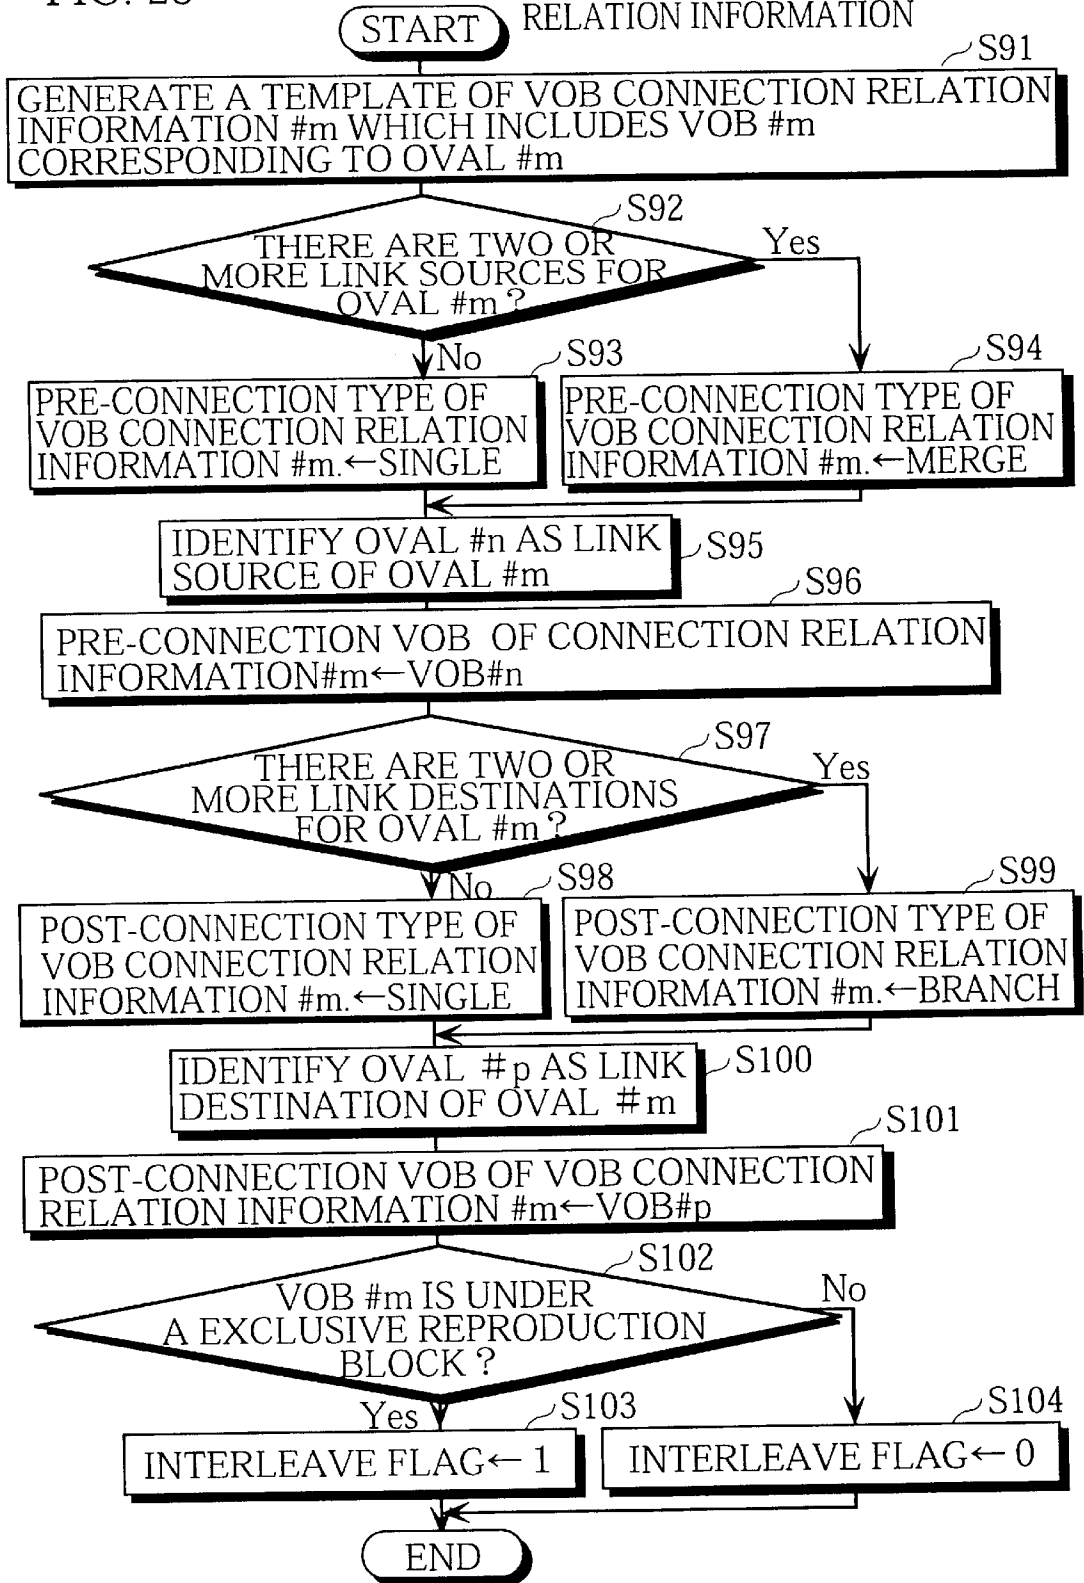 START
RELATION INFORMATION
S91
GENERATE A TEMPLATE OF VOB CONNECTION RELATION
INFORMATION #m WHICH INCLUDES VOB #m
CORRESPONDING TO OVAL #m
S92
THERE ARE TWO OR
MORE LINK SOURCES FOR
OVAL #m?
Yes
No
S93
PRE-CONNECTION TYPE OF
VOB CONNECTION RELATION
INFORMATION #m.←SINGLE
S94
PRE-CONNECTION TYPE OF
VOB CONNECTION RELATION
INFORMATION #m.←MERGE
IDENTIFY OVAL #n AS LINK
SOURCE OF OVAL #m
S95
S96
PRE-CONNECTION VOB OF CONNECTION RELATION
INFORMATION#m←VOB#n
S97
THERE ARE TWO OR
MORE LINK DESTINATIONS
FOR OVAL #m?
Yes
No
S98
POST-CONNECTION TYPE OF
VOB CONNECTION RELATION
INFORMATION #m.←SINGLE
S99
POST-CONNECTION TYPE OF
VOB CONNECTION RELATION
INFORMATION #m.←BRANCH
IDENTIFY OVAL #p AS LINK
DESTINATION OF OVAL #m
S100
S101
POST-CONNECTION VOB OF VOB CONNECTION
RELATION INFORMATION #m←VOB#p
S102
VOB #m IS UNDER
A EXCLUSIVE REPRODUCTION
BLOCK?
No
Yes
S103
INTERLEAVE FLAG←1
S104
INTERLEAVE FLAG←0
END